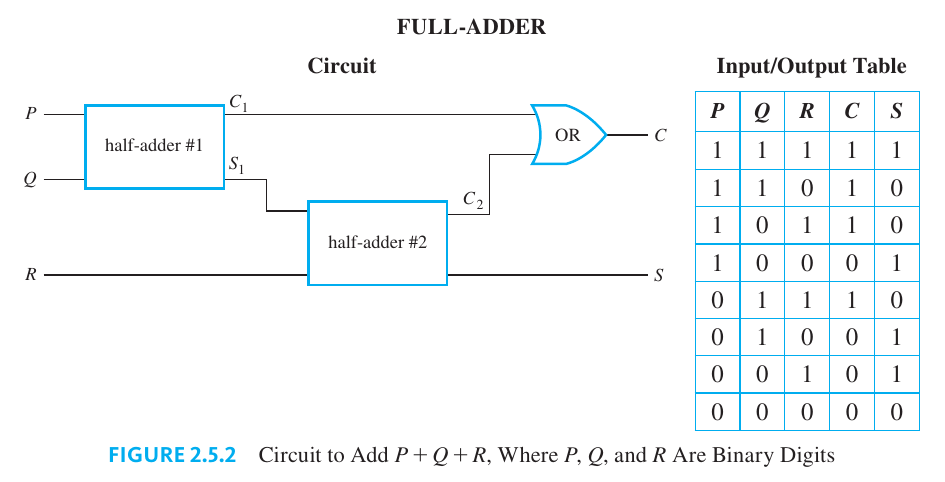 FULL-ADDER
Circuit
Input/Output Table
P
Q
R
half-adder #1
C1
S1
half-adder #2
C2
OR
C
S
P Q R C S
1 1 1 1 1
1 1 0 1 0
1 0 1 1 0
1 0 0 0 1
0 1 1 1 0
0 1 0 0 1
0 0 1 0 1
0 0 0 0 0
FIGURE 2.5.2 Circuit to Add P + Q + R, Where P, Q, and R Are Binary Digits